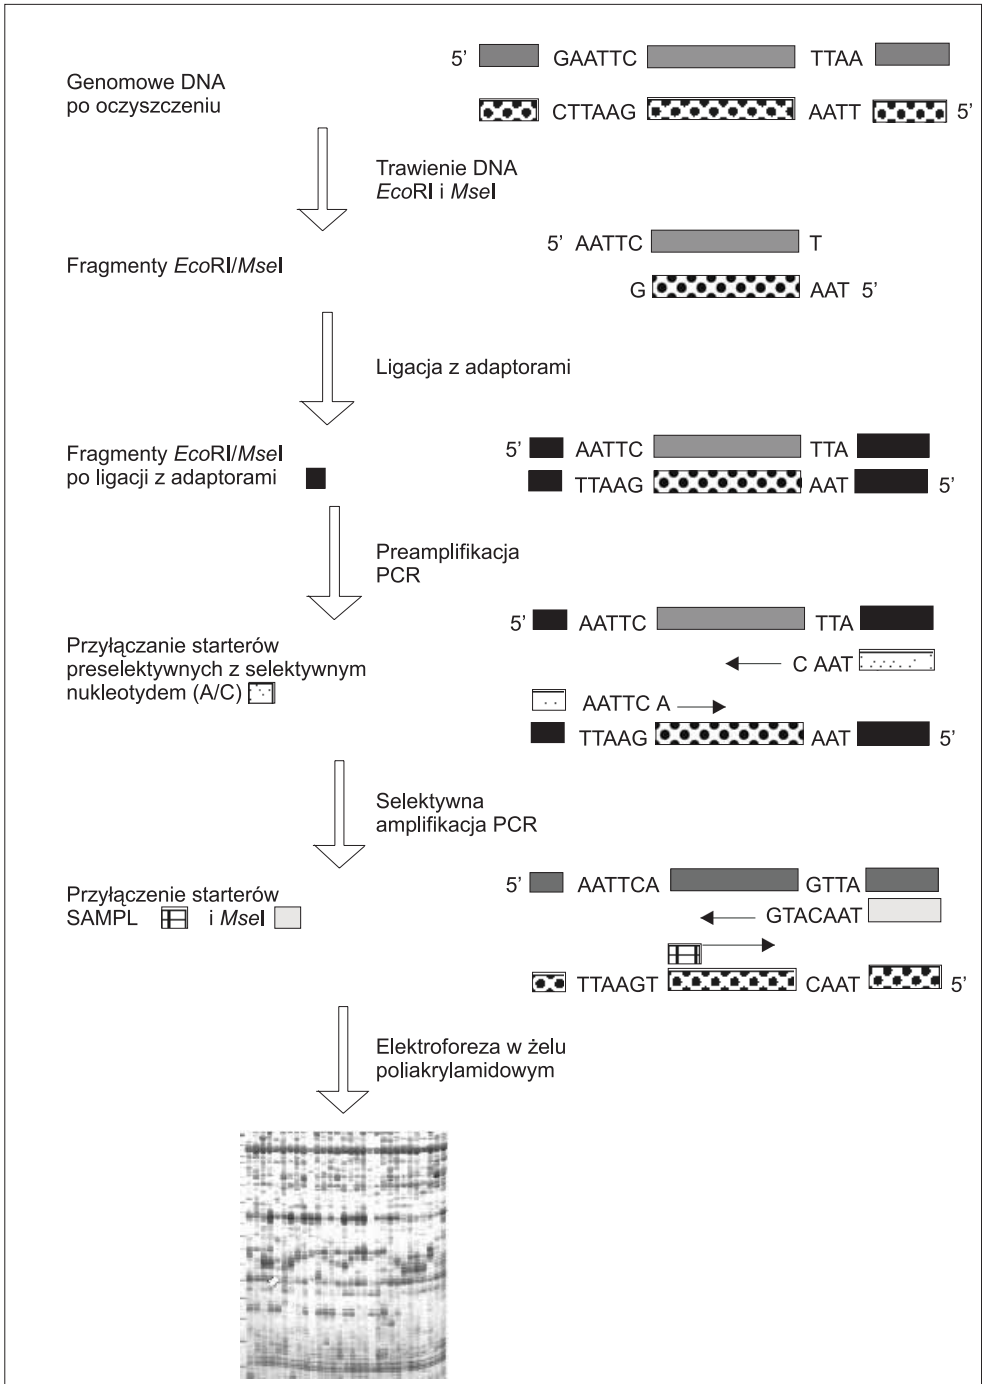 5’ GAATTC TTAA
Genomowe DNA
po oczyszczeniu
CTTAAG AATT 5’
Trawienie DNA
EcoRI i MseI
5’ AATTC T
Fragmenty EcoRI/MseI
G AAT 5’
Ligacja z adaptorami
Fragmenty EcoRI/MseI
po ligacji z adaptorami
5’ AATTC TTA
TTAAG AAT 5’
Preamplifikacja
PCR
5’ AATTC TTA
Przyłączanie starterów
preselektywnych z selektywnym
nukleotydem (A/C)
C AAT
AATTC A
TTAAG AAT 5’
Selektywna
amplifikacja PCR
5’ AATTCA GTTA
Przyłączenie starterów
SAMPL i MseI
GTACAAT
TTAAGT CAAT 5’
Elektroforeza w żelu
poliakrylamidowym